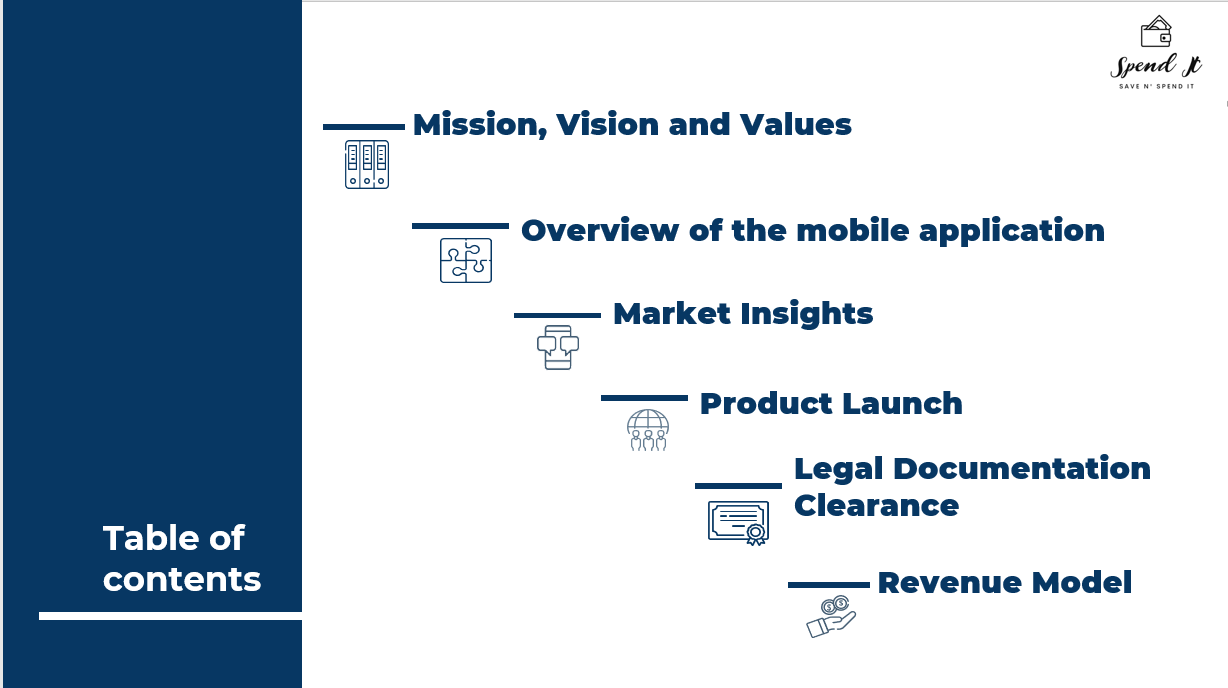 Spend It
SAVE N' SPEND IT
Mission, Vision and Values
Overview of the mobile application
Market Insights
Product Launch
Legal Documentation
Clearance
Revenue Model
$ $
Table of
contents